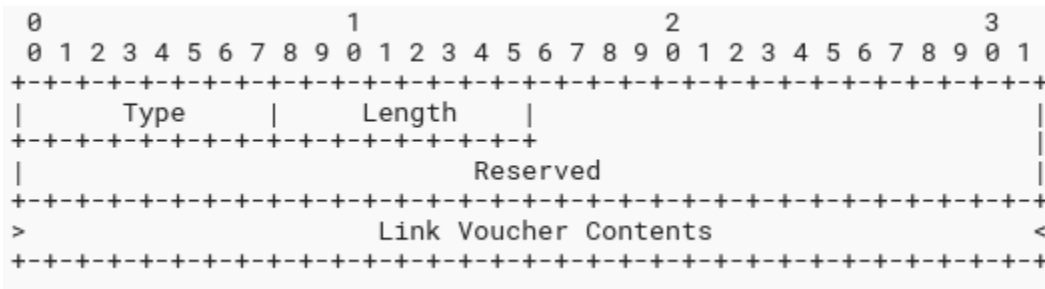 0                   1                   2                   3
 0 1 2 3 4 5 6 7 8 9 0 1 2 3 4 5 6 7 8 9 0 1 2 3 4 5 6 7 8 9 0 1
+-+-+-+-+-+-+-+-+-+-+-+-+-+-+-+-+-+-+-+-+-+-+-+-+-+-+-+-+-+-+-+-+
|      Type     |     Length    |                               |
+-+-+-+-+-+-+-+-+-+-+-+-+-+-+-+-+                               |
|                            Reserved                           |
+-+-+-+-+-+-+-+-+-+-+-+-+-+-+-+-+-+-+-+-+-+-+-+-+-+-+-+-+-+-+-+-+
>                      Link Voucher Contents                    <
+-+-+-+-+-+-+-+-+-+-+-+-+-+-+-+-+-+-+-+-+-+-+-+-+-+-+-+-+-+-+-+-+